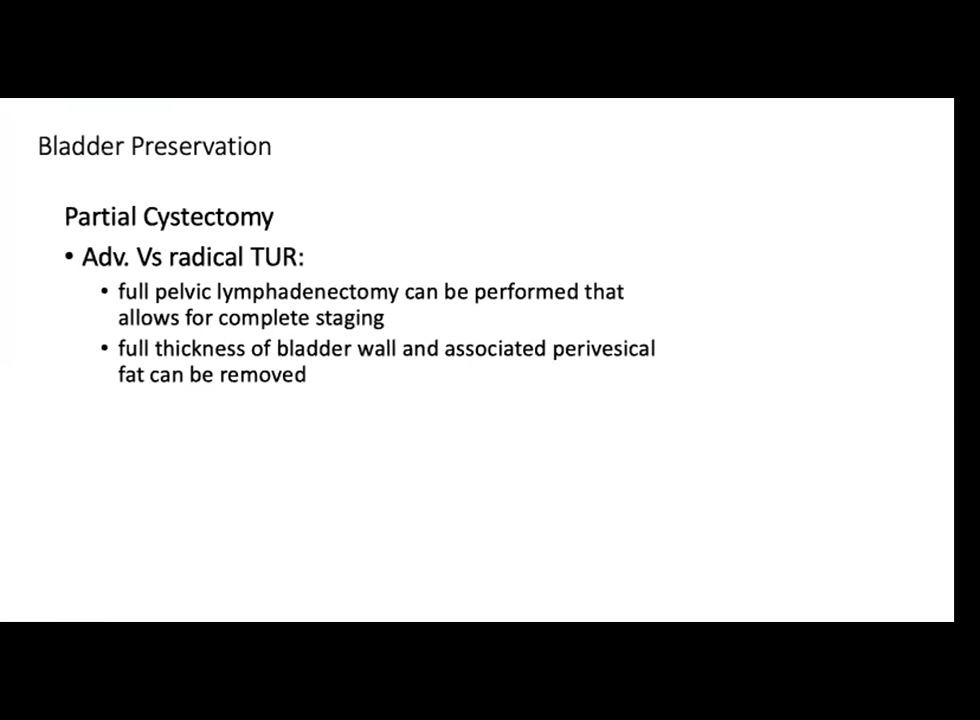 Bladder Preservation
Partial Cystectomy
• Adv. Vs radical TUR:
• full pelvic lymphadenectomy can be performed that
allows for complete staging
• full thickness of bladder wall and associated perivesical
fat can be removed